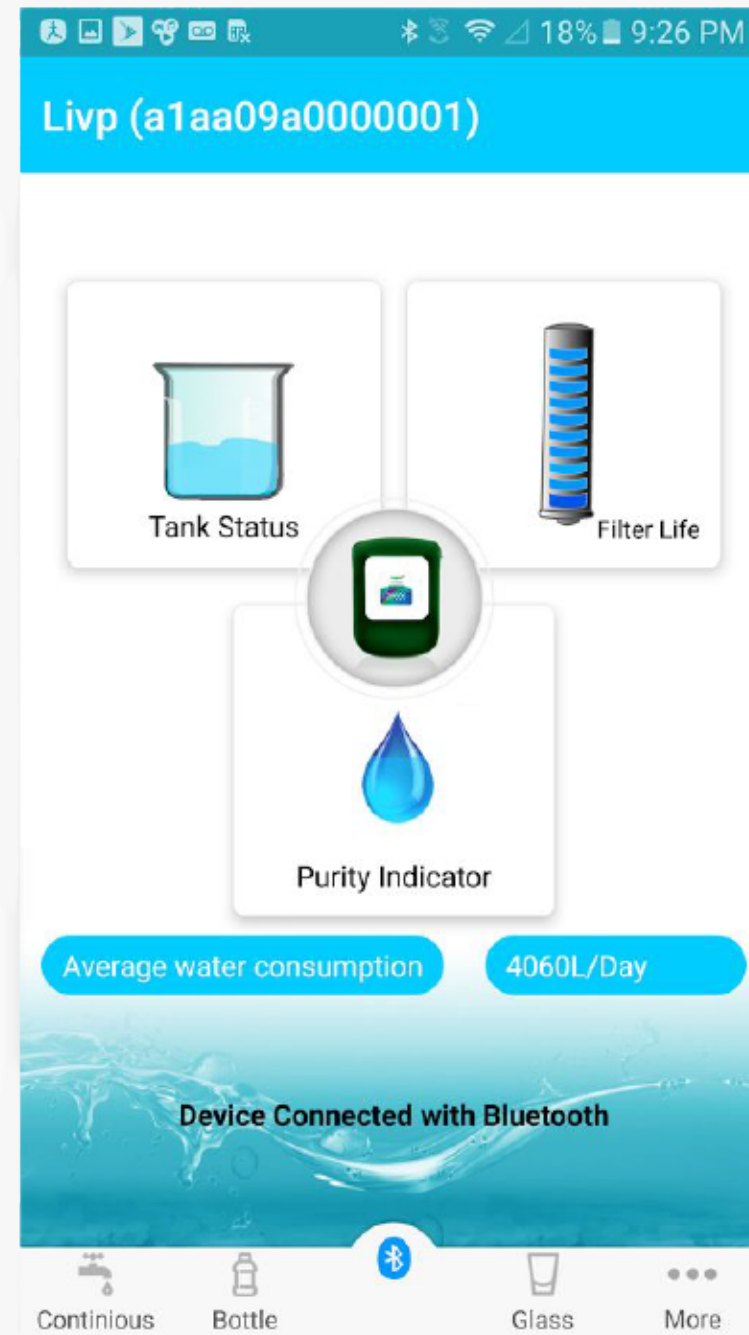 18% 9:26 PM
Livp (a1aa09a0000001)
Tank Status
Filter Life
Purity Indicator
Average water consumption 4060L/Day
Device Connected with Bluetooth
Continious Bottle Glass More